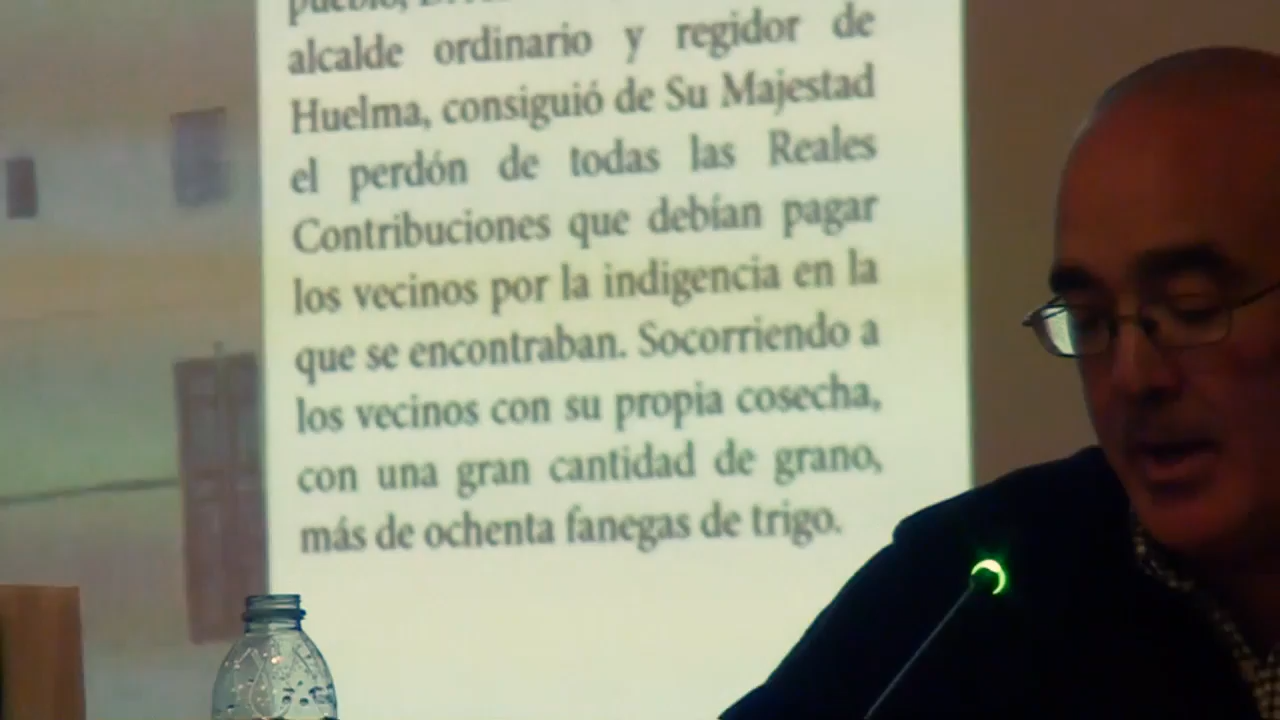 pueblo,
alcalde ordinario y regidor de
Huelma, consiguió de Su Majestad
el perdón de todas las Reales
Contribuciones que debían pagar
los vecinos por la indigencia en la
que se encontraban. Socorriendo a
los vecinos con su propia cosecha,
con una gran cantidad de grano,
más de ochenta fanegas de trigo.